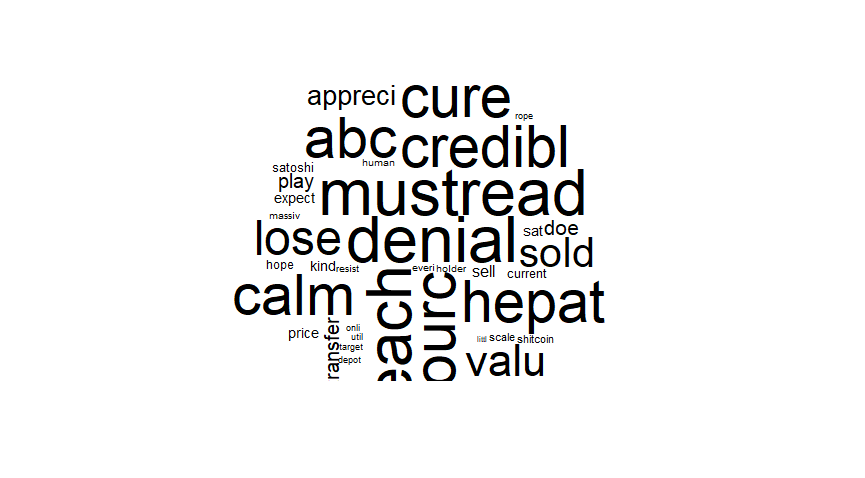 appreci
cure
rope
abc
credibl
human
satoshi
play
mustread
expect
massiv
lose
denial
sat
doe
sold
hope
kind
resist
everi
holder
sell
current
calm
each
ourc
hepat
price
ransfer
onli
util
target
depot
scale
shitcoin
valu